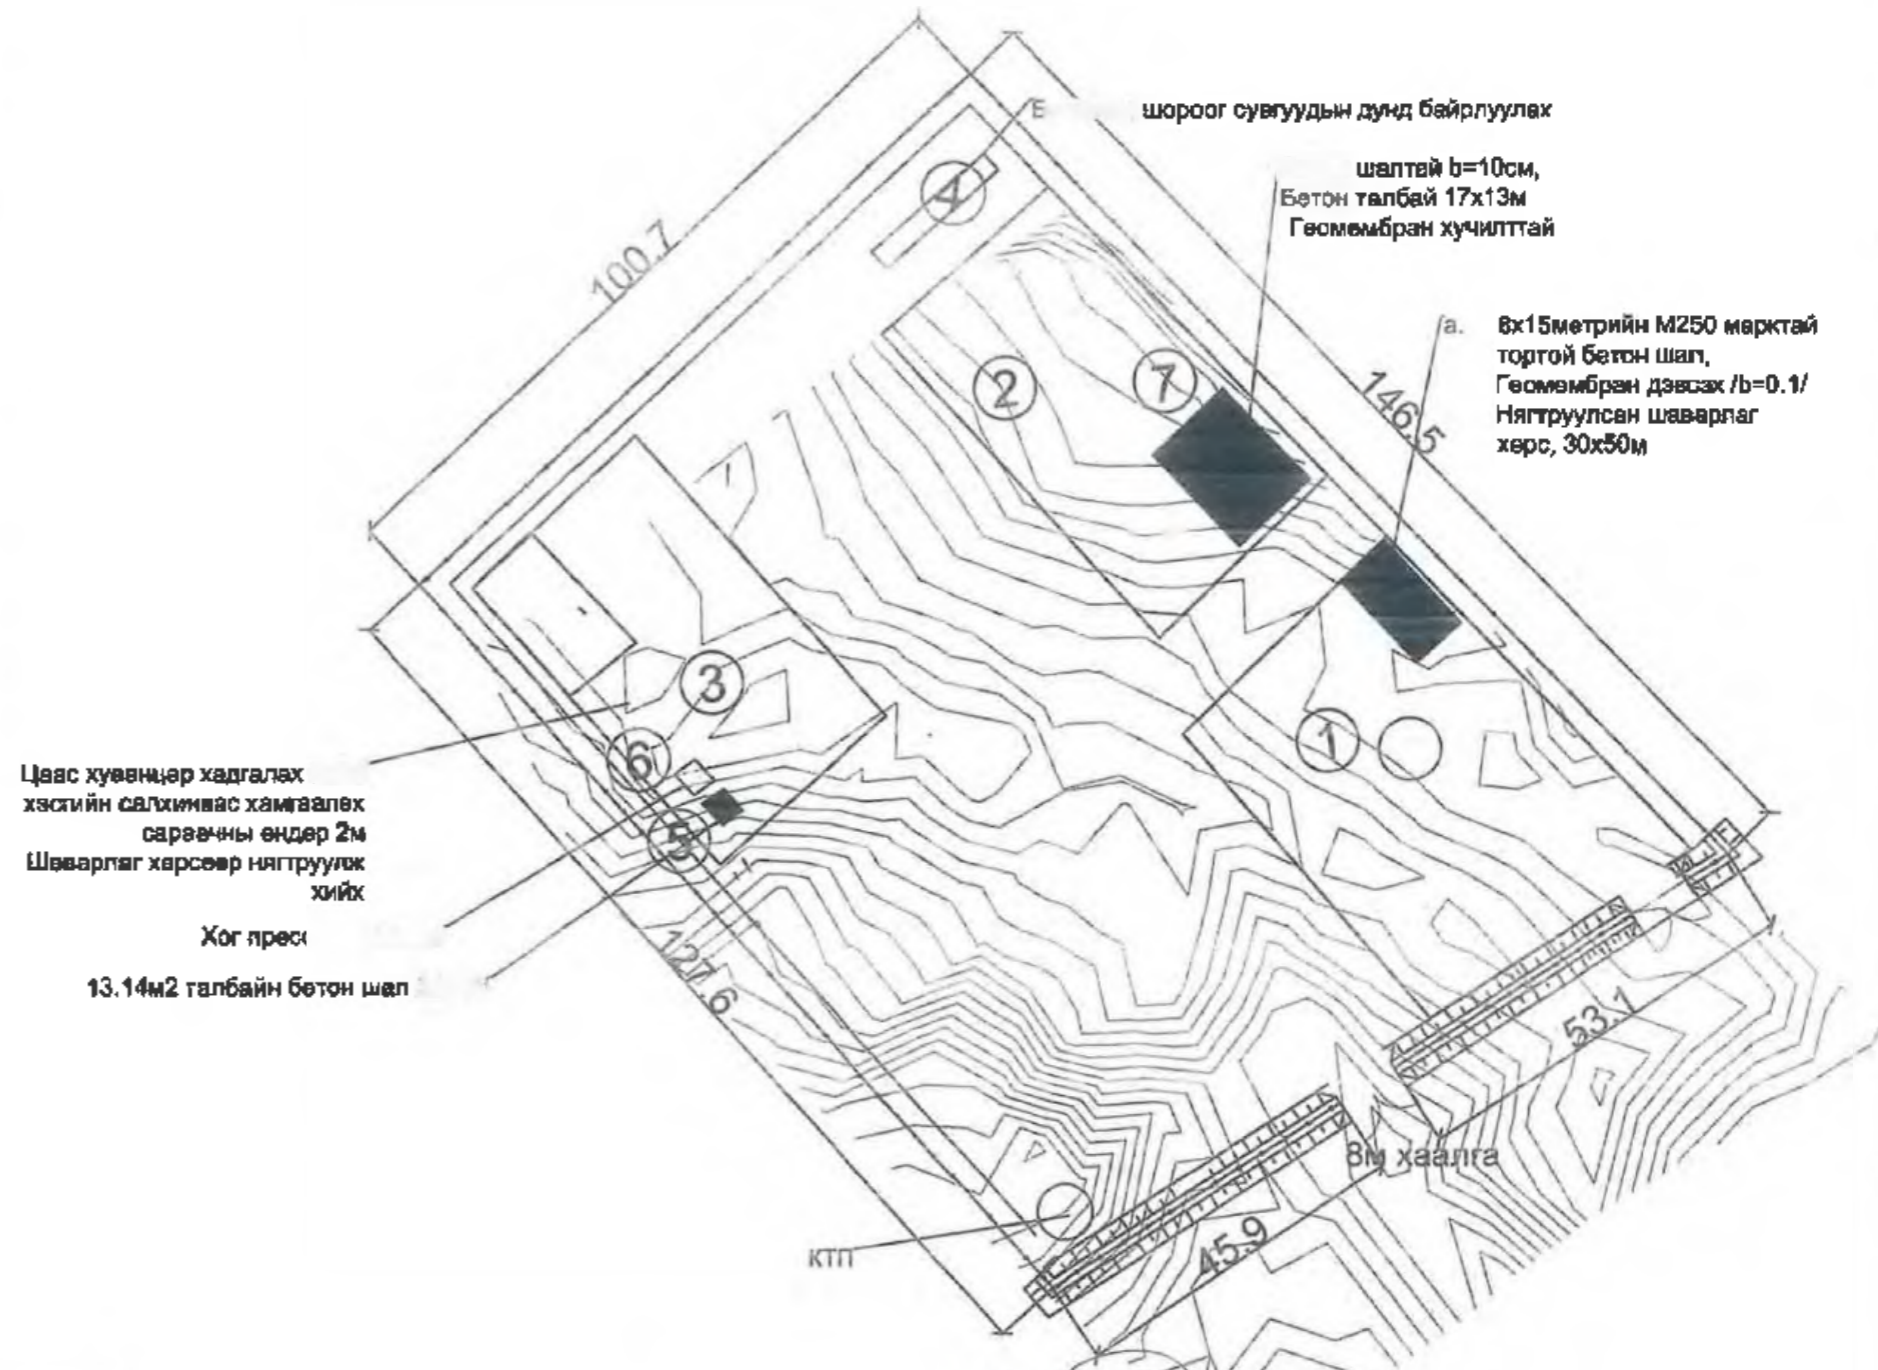 шороог сувгуудын дунд байрлуулах
шалтай b=10см,
Бетон талбай 17х13м
Геомембран хучилттай
а. 8х15метрийн М250 марктай
тортой бетон шал,
Геомембран дэвсах /b=0.1/
Нягтруулсан шаварлаг
хөрс, 30х50м
100.7
146.5
4
2
7
3
1
6
5
Цаас хуванцар хадгалах
хэсгийн салхинаас хамгаалах
саравчны өндөр 2м
Шаварлаг хөрсөөр нягтруулж
хийх
Хог пресс
13.14м2 талбайн бетон шал
127.6
53.1
8м хаалга
45.9
КТП